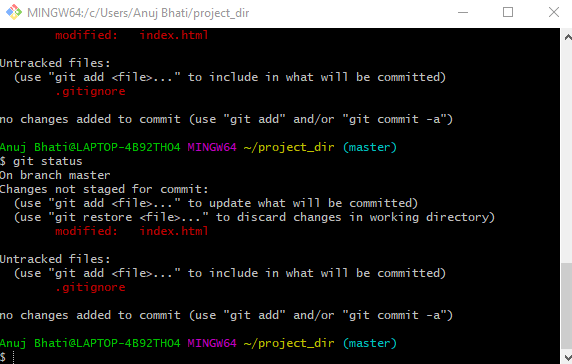 MINGW64:/c/Users/Anuj Bhati/project_dir
modified: index.html
Untracked files:
(use "git add <file>..." to include in what will be committed)
.gitignore
no changes added to commit (use "git add" and/or "git commit -a")
Anuj Bhati@LAPTOP-4B92THO4 MINGW64 ~/project_dir (master)
$ git status
On branch master
Changes not staged for commit:
(use "git add <file>..." to update what will be committed)
(use "git restore <file>..." to discard changes in working directory)
modified: index.html
Untracked files:
(use "git add <file>..." to include in what will be committed)
.gitignore
no changes added to commit (use "git add" and/or "git commit -a")
Anuj Bhati@LAPTOP-4B92THO4 MINGW64 ~/project_dir (master)
$